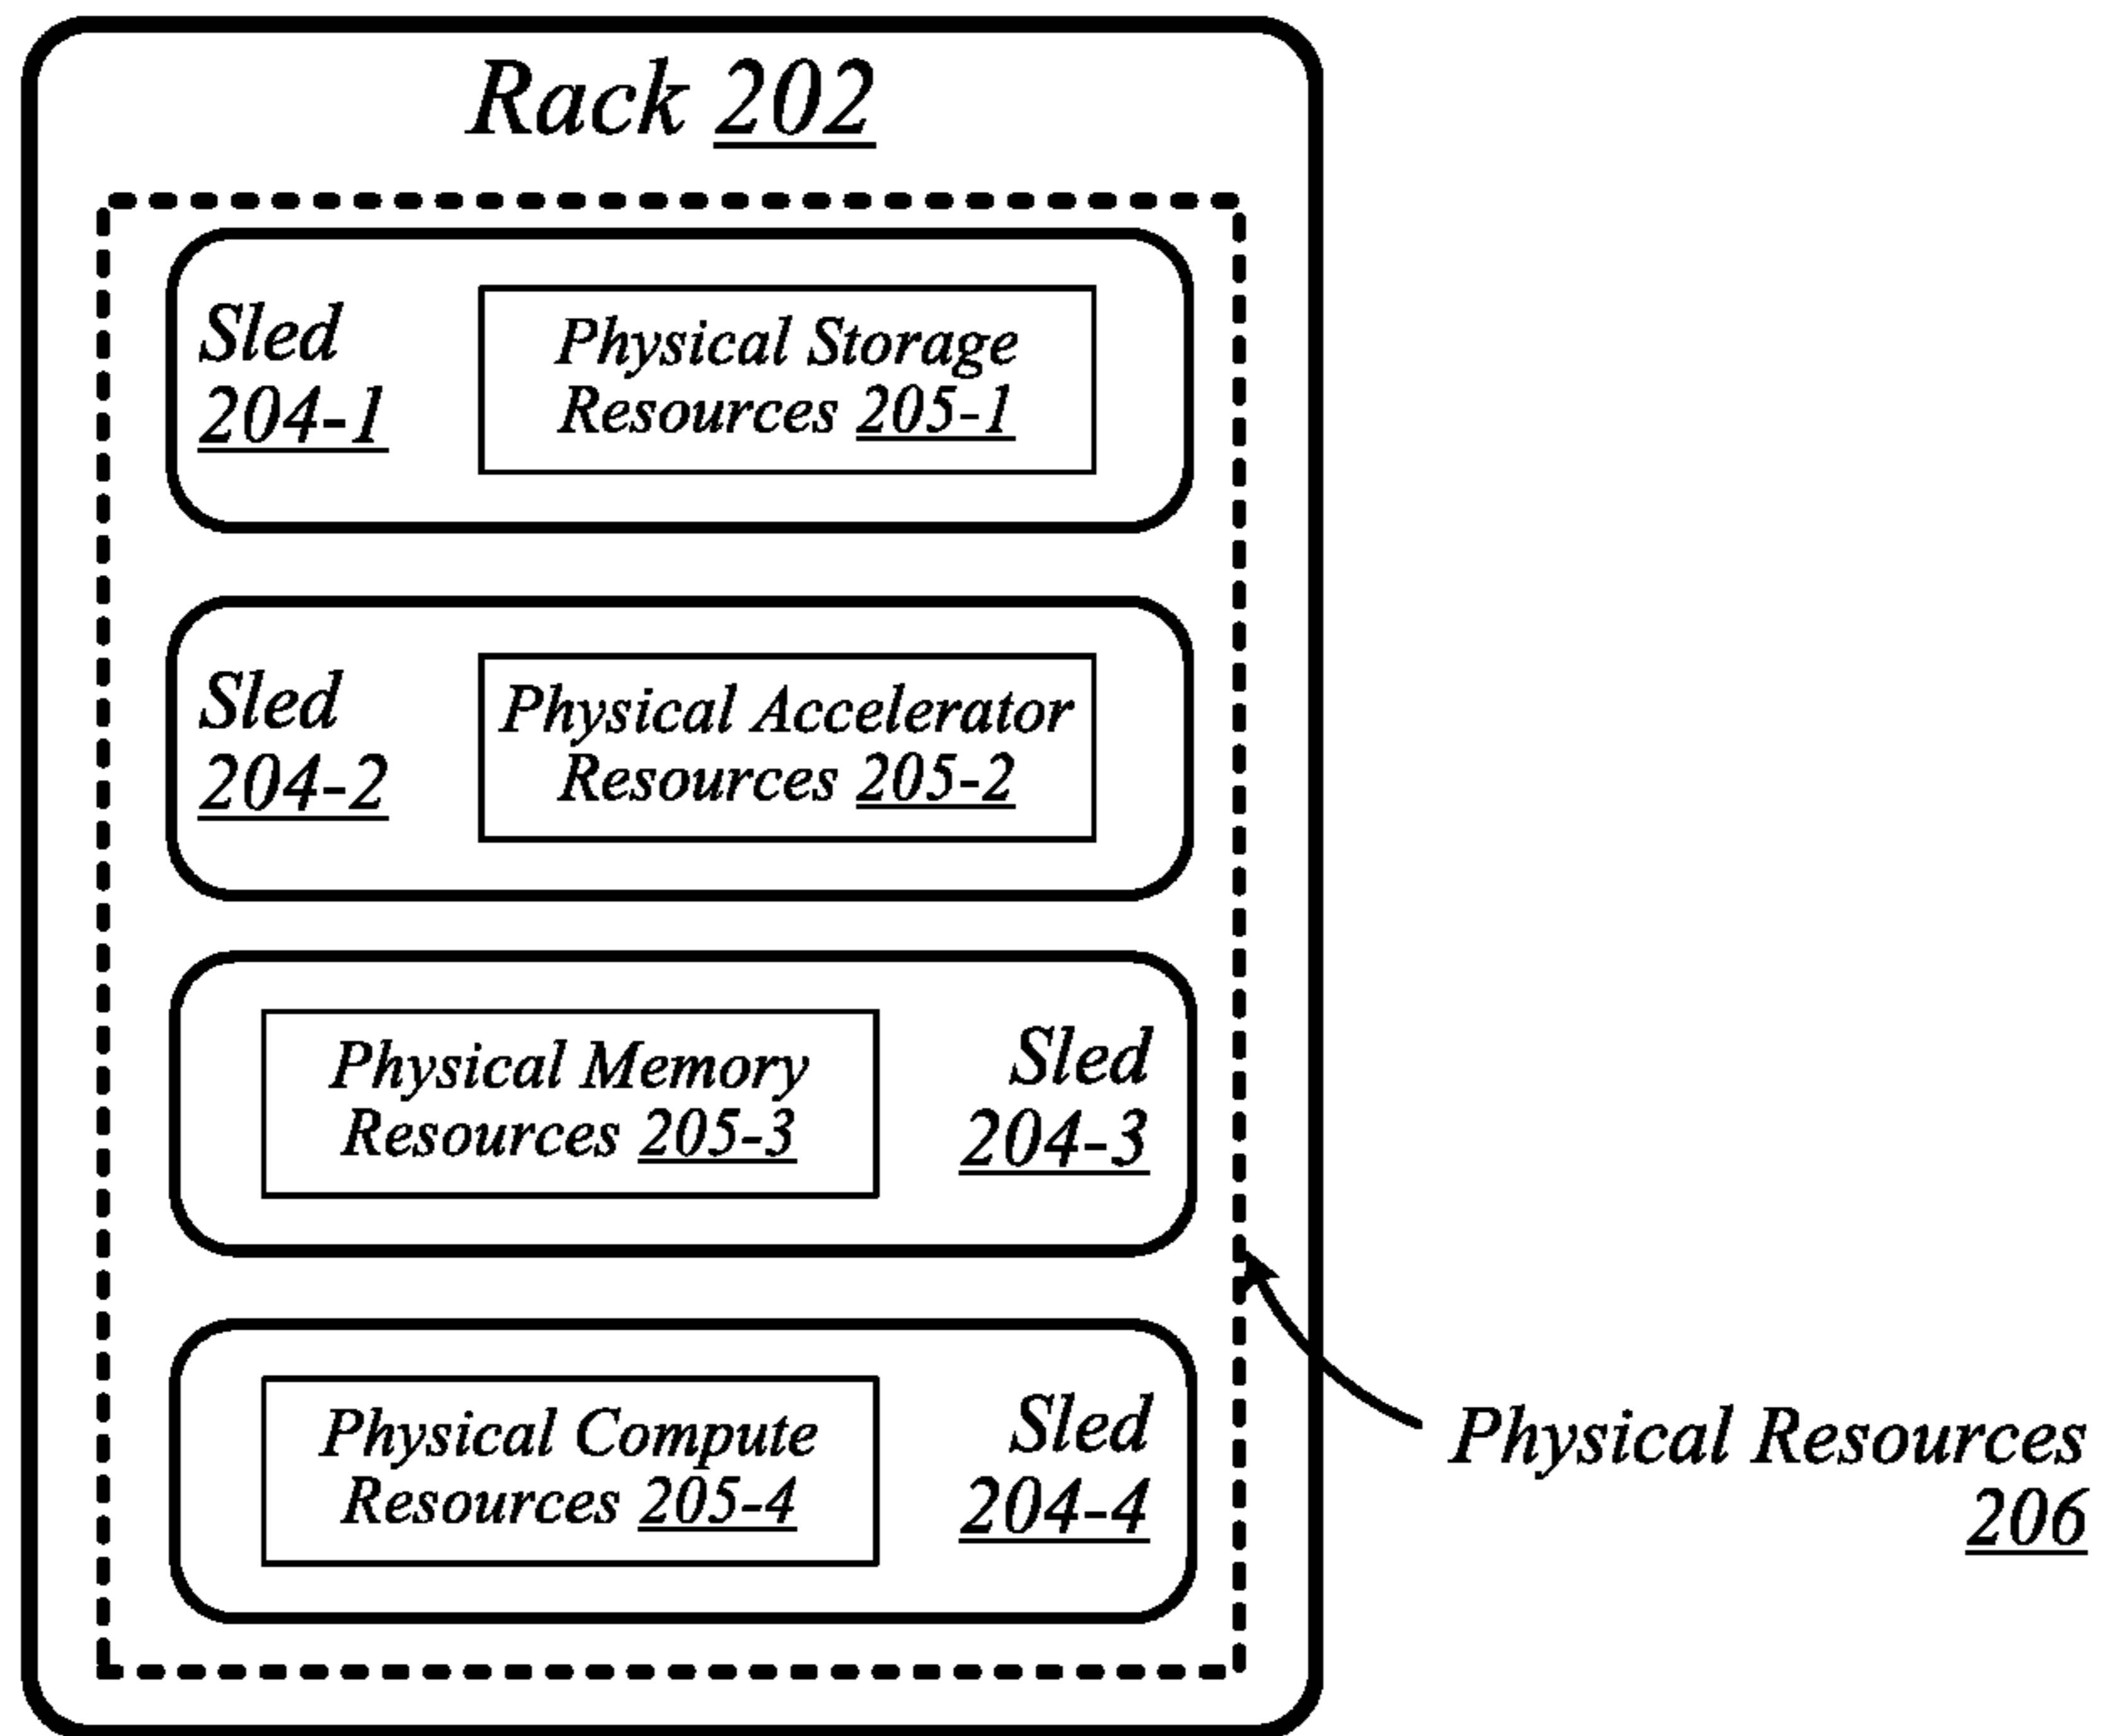 Rack 202
Sled
204-1
Physical Storage
Resources 205-1
Sled
204-2
Physical Accelerator
Resources 205-2
Physical Memory
Resources 205-3
Sled
204-3
Physical Compute
Resources 205-4
Sled
204-4
Physical Resources
206